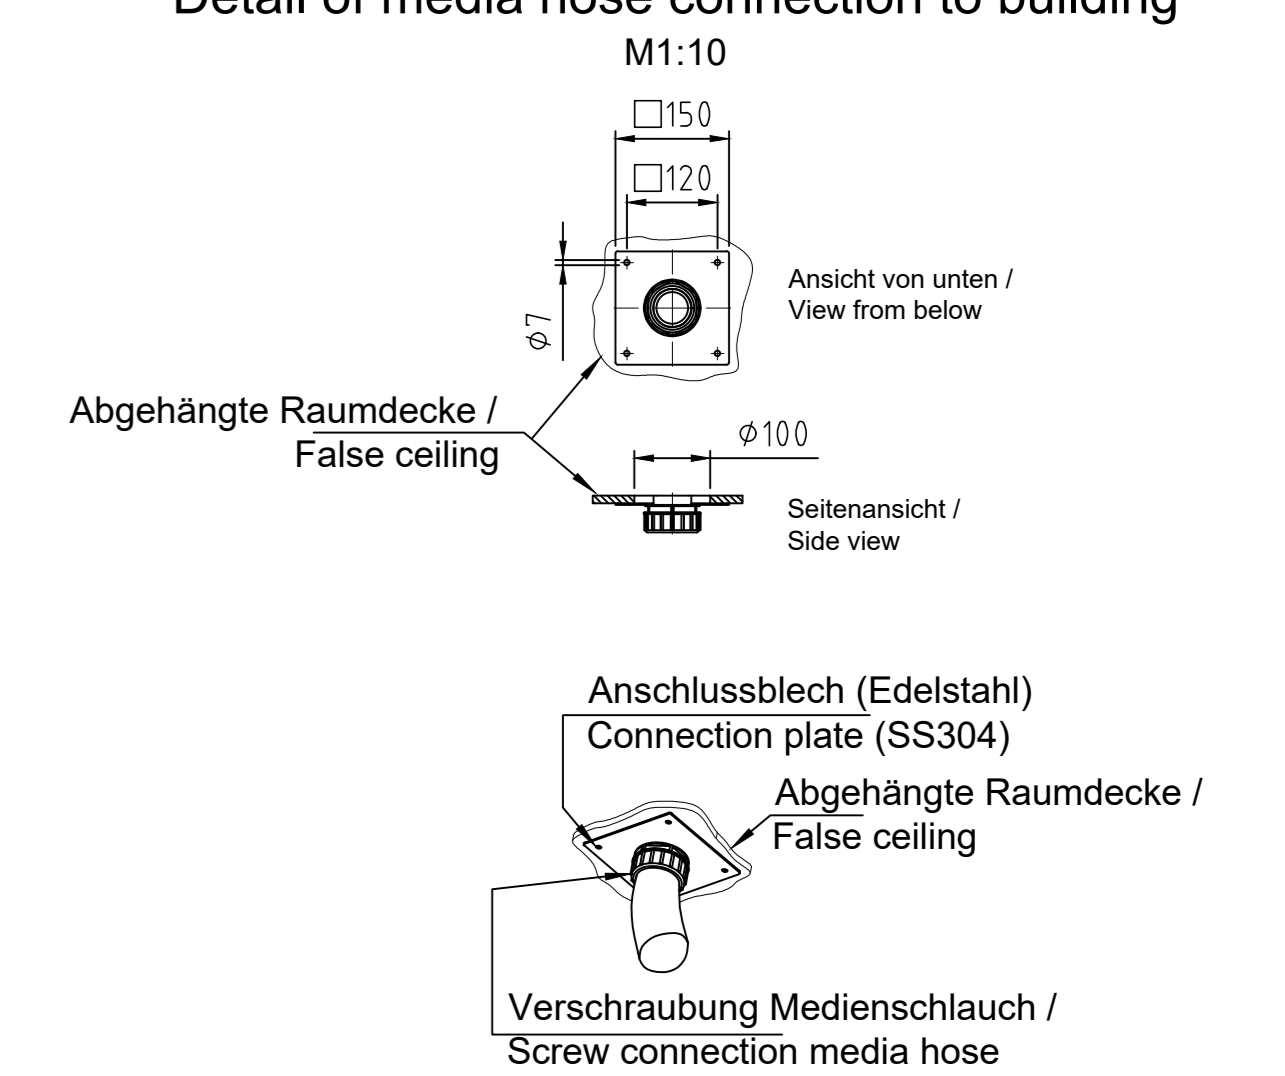 Detail of media hose connection to building
M1:10
□150
□120
Ansicht von unten /
View from below
⌀7
Abgehängte Raumdecke /
False ceiling
⌀100
Seitenansicht /
Side view
Anschlussblech (Edelstahl)
Connection plate (SS304)
Abgehängte Raumdecke /
False ceiling
Verschraubung Medienschlauch /
Screw connection media hose